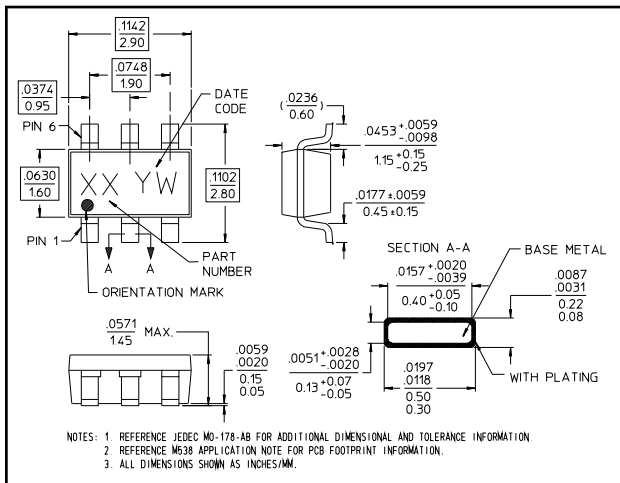 .1142
2.90
.0748
1.90
.0374
0.95
DATE
CODE
PIN 6
.0630
1.60
XX YW
.1102
2.80
PIN 1
A A
PART
NUMBER
ORIENTATION MARK
(.0236
0.60)
.0453 +.0059
-.0098
1.15 +0.15
-0.25
.0177 ±.0059
0.45 ±0.15
SECTION A-A
BASE METAL
.0157 +.0020
-.0039
0.40 +0.05
-0.10
.0087
.0031
0.22
0.08
.0571
1.45
MAX.
.0059
.0020
0.15
0.05
.0051 +.0028
-.0020
0.13 +0.07
-0.05
.0197
.0118
0.50
0.30
WITH PLATING
NOTES: 1. REFERENCE JEDEC MO-178-AB FOR ADDITIONAL DIMENSIONAL AND TOLERANCE INFORMATION.
2. REFERENCE M538 APPLICATION NOTE FOR PCB FOOTPRINT INFORMATION.
3. ALL DIMENSIONS SHOWN AS INCHES/MM.